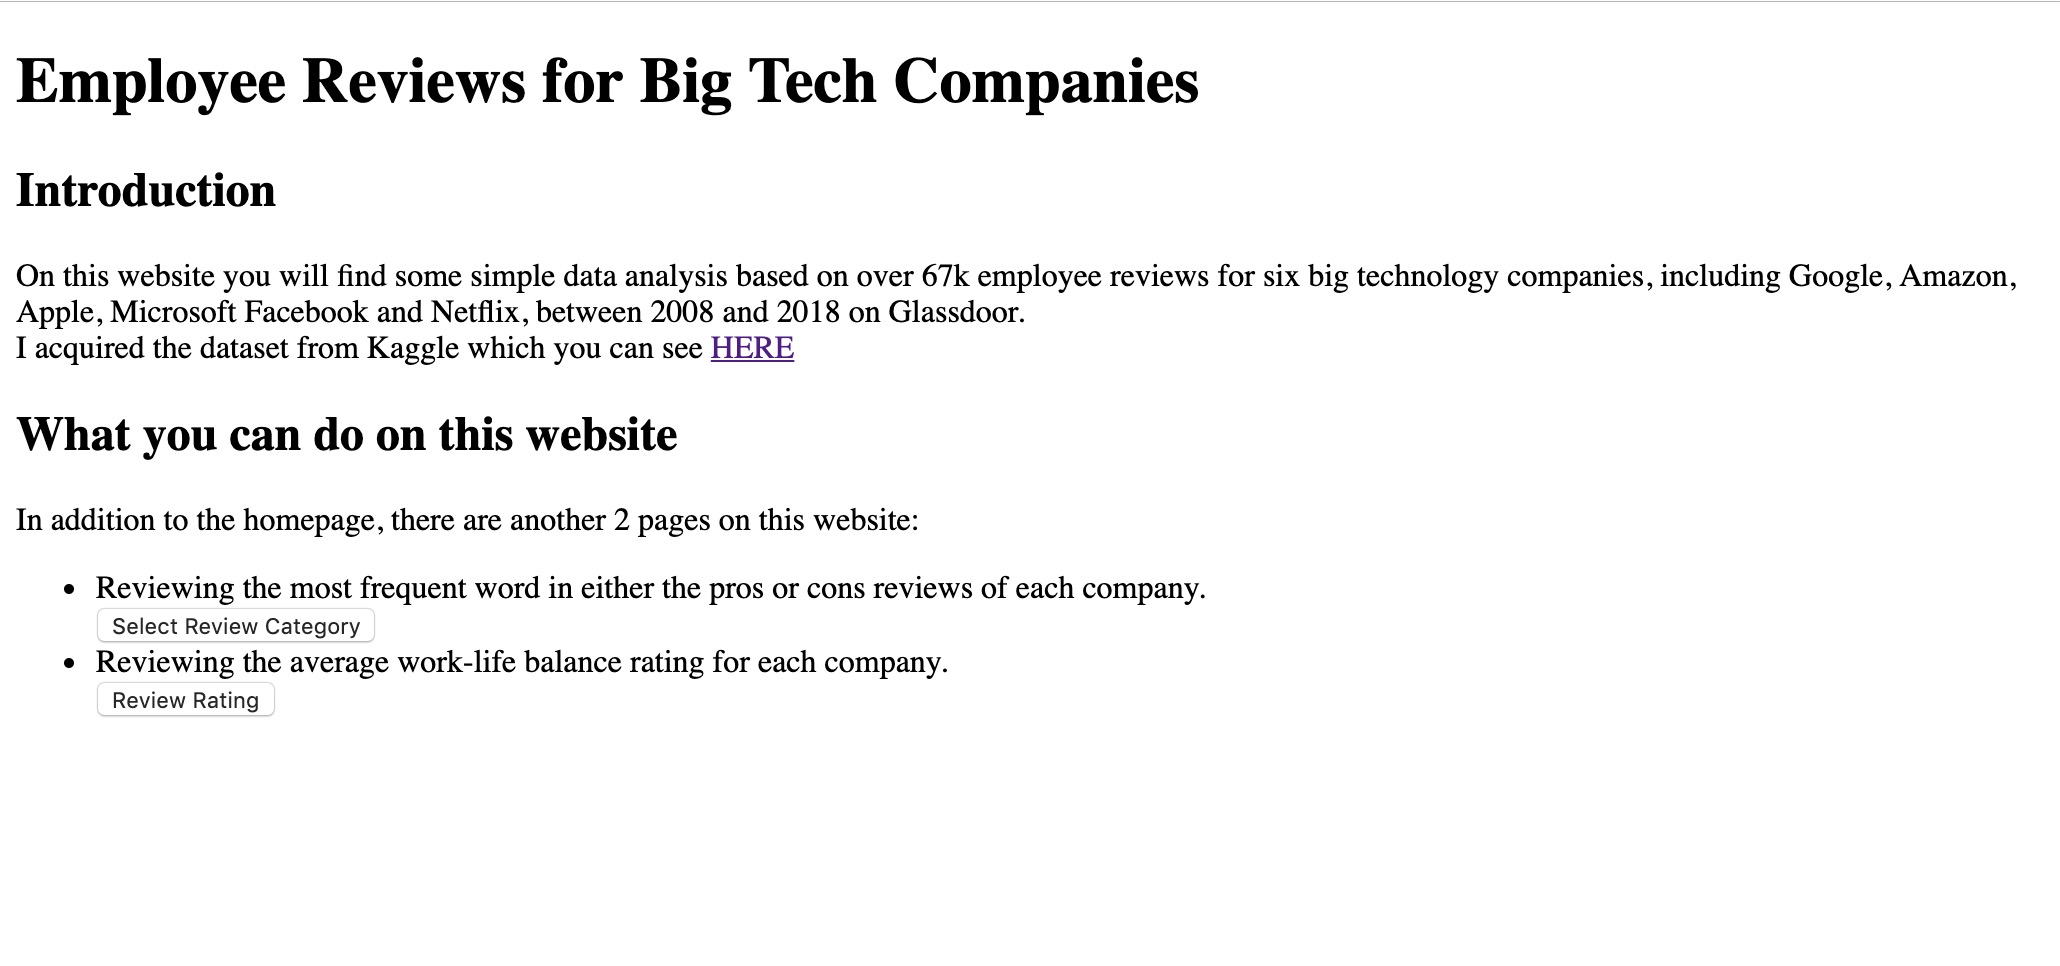 Employee Reviews for Big Tech Companies
Introduction
On this website you will find some simple data analysis based on over 67k employee reviews for six big technology companies, including Google, Amazon,
Apple, Microsoft Facebook and Netflix, between 2008 and 2018 on Glassdoor.
I acquired the dataset from Kaggle which you can see HERE
What you can do on this website
In addition to the homepage, there are another 2 pages on this website:
• Reviewing the most frequent word in either the pros or cons reviews of each company.
Select Review Category
• Reviewing the average work-life balance rating for each company.
Review Rating